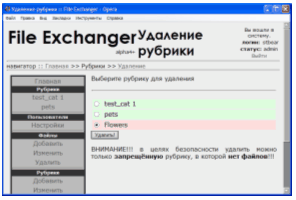 Удаление рубрики :: File Exchanger - Opera
Файл Правка Вид Закладки Инструменты Справка
File Exchanger
alpha
Удаление рубрики
Вы вошли в систему.
логин: stbear
статус: admin
Выйти
навигатор :: Главная >> Рубрики >> Удаление
Главная
Рубрики
test_cat 1
pets
Пользователи
Настройки
Файлы
Добавить
Изменить
Удалить
Рубрики
Добавить
Изменить
Выберите рубрику для удаления
test_cat 1
pets
Flowers
Удалить!
ВНИМАНИЕ!!! в целях безопасности удалить можно
только запрещённую рубрику, в которой нет файлов!!!